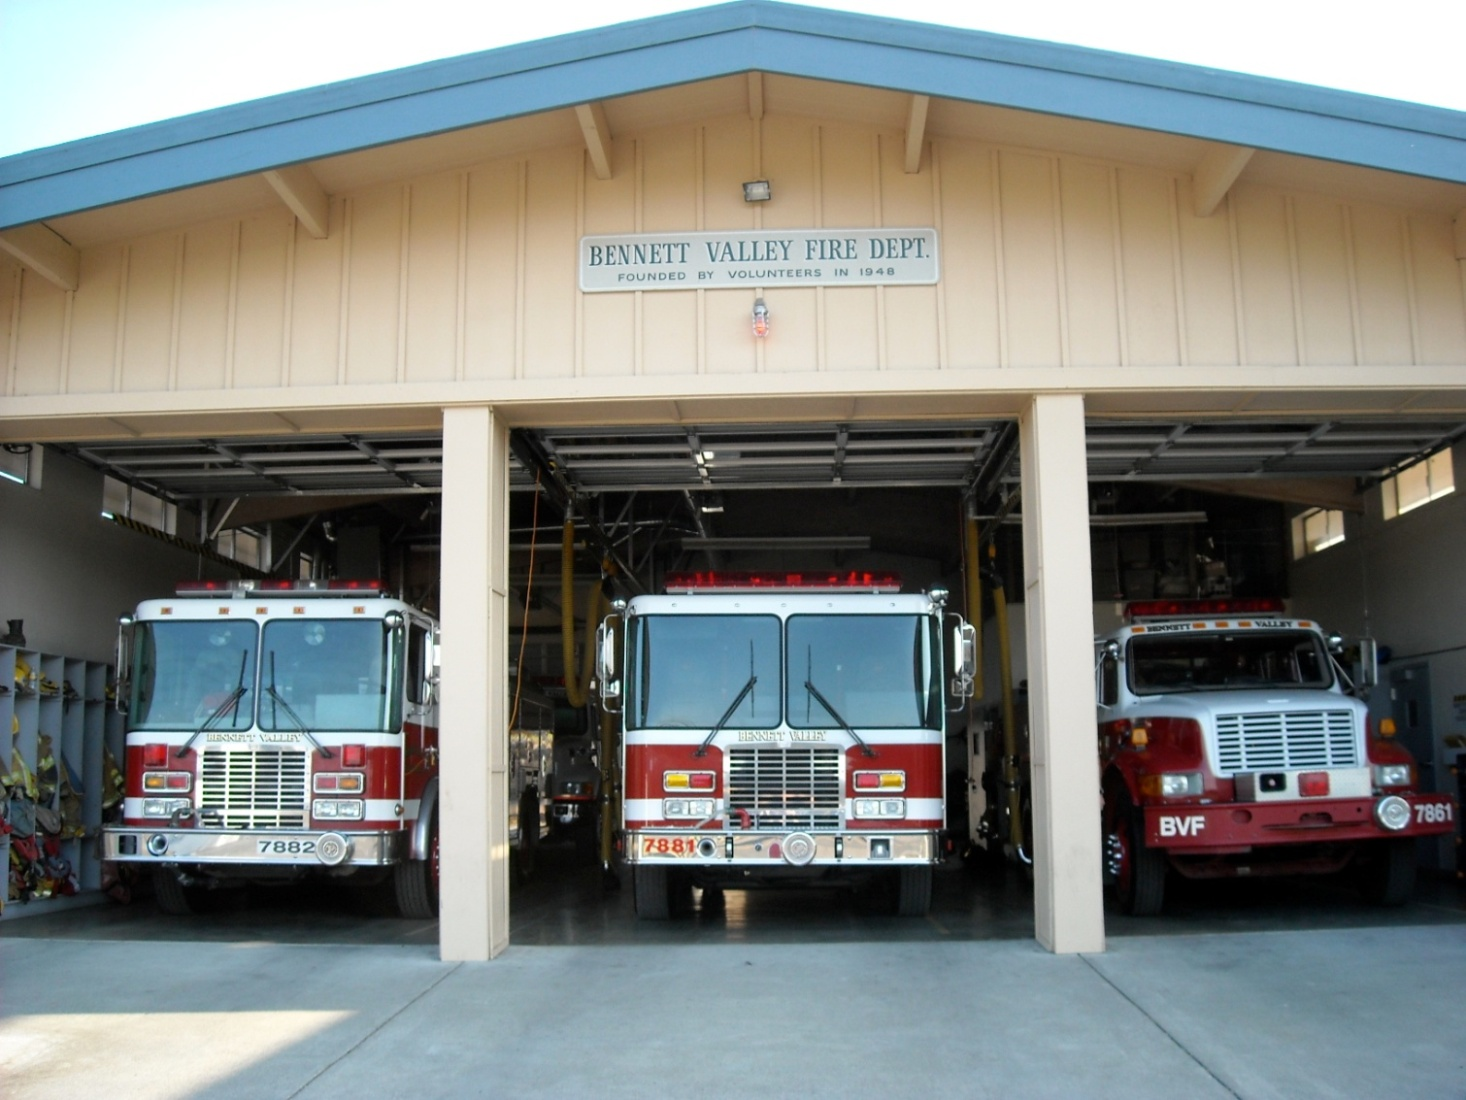 BENNETT VALLEY FIRE DEPT.
FOUNDED BY VOLUNTEERS IN 1948
BENNETT VALLEY
7882
BENNETT VALLEY
7881
BENNETT VALLEY
BVF
7861